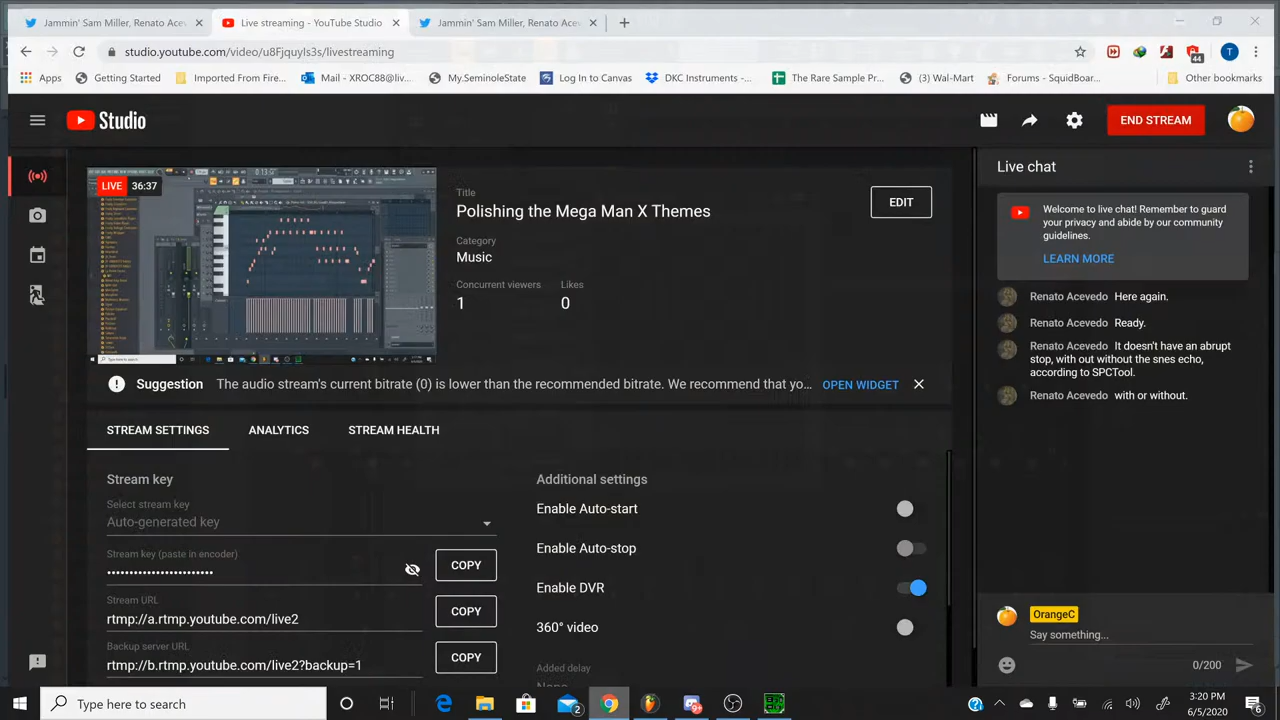 Jammin' Sam Miller, Renato Acev
Live streaming - YouTube Studio
Jammin' Sam Miller, Renato Acev
studio.youtube.com/video/u8Fjquyls3s/livestreaming
44
T
Apps
Getting Started
Imported From Fire...
Mail - XROC88@liv...
My.SeminoleState
Log In to Canvas
DKC Instruments -...
The Rare Sample Pr...
(3) Wal-Mart
Forums - SquidBoar...
Other bookmarks
Studio
END STREAM
LIVE 36:37
Title
Polishing the Mega Man X Themes
EDIT
Category
Music
Concurrent viewers
Likes
1
0
Suggestion The audio stream's current bitrate (0) is lower than the recommended bitrate. We recommend that yo... OPEN WIDGET
STREAM SETTINGS
ANALYTICS
STREAM HEALTH
Stream key
Select stream key
Auto-generated key
Stream key (paste in encoder)
••••••••••••••••••••••••
COPY
Stream URL
rtmp://a.rtmp.youtube.com/live2
COPY
Backup server URL
rtmp://b.rtmp.youtube.com/live2?backup=1
COPY
Additional settings
Enable Auto-start
Enable Auto-stop
Enable DVR
360° video
Added delay
None
Live chat
Welcome to live chat! Remember to guard
your privacy and abide by our community
guidelines.
LEARN MORE
Renato Acevedo Here again.
Renato Acevedo Ready.
Renato Acevedo It doesn't have an abrupt
stop, with out without the snes echo,
according to SPCTool.
Renato Acevedo with or without.
OrangeC
Say something...
0/200
Type here to search
2
9+
3:20 PM
6/5/2020
6